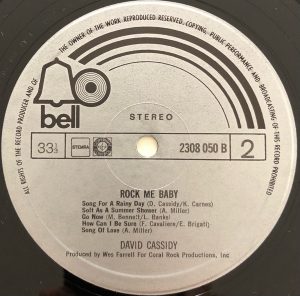 ALL RIGHTS OF THE RECORD PRODUCER AND OF THE OWNER OF THE WORK REPRODUCED RESERVED. COPYING, PUBLIC PERFORMANCE AND BROADCASTING OF THIS RECORD PROHIBITED
bell
STEREO
33⅓
STEMRA
2308 050 B
2
ROCK ME BABY
Song For A Rainy Day (D. Cassidy/K. Carnes)
Soft As A Summer Shower (A. Miller)
Go Now (M. Bennett/L. Banks)
How Can I Be Sure (F. Cavaliere/E. Brigati)
Song Of Love (A. Miller)
DAVID CASSIDY
Produced by Wes Farrell For Coral Rock Productions, Inc